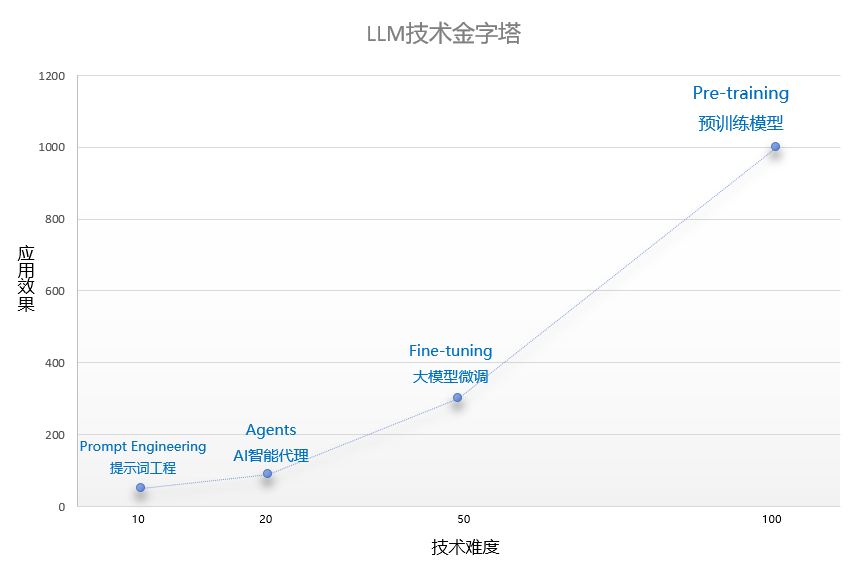 LLM技术金字塔
1200
1000
800
600
400
200
0
应用效果
Pre-training
预训练模型
Fine-tuning
大模型微调
Agents
AI智能代理
Prompt Engineering
提示词工程
10
20
50
100
技术难度